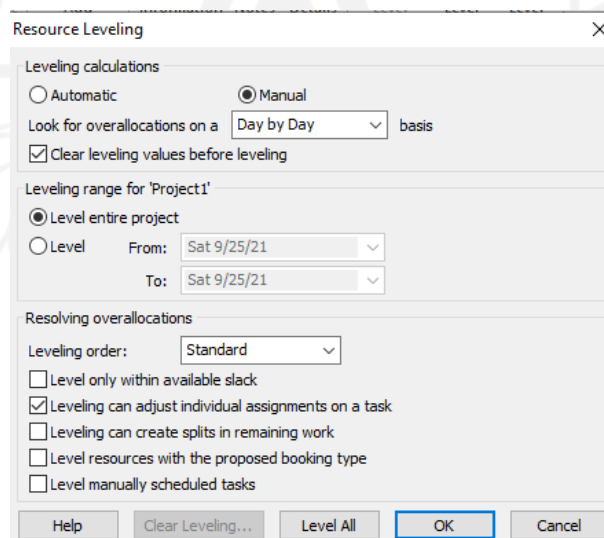 Resource Leveling
Leveling calculations
Automatic Manual
Look for overallocations on a Day by Day basis
Clear leveling values before leveling
Leveling range for 'Project1'
Level entire project
Level From: Sat 9/25/21
To: Sat 9/25/21
Resolving overallocations
Leveling order: Standard
Level only within available slack
Leveling can adjust individual assignments on a task
Leveling can create splits in remaining work
Level resources with the proposed booking type
Level manually scheduled tasks
Help Clear Leveling... Level All OK Cancel